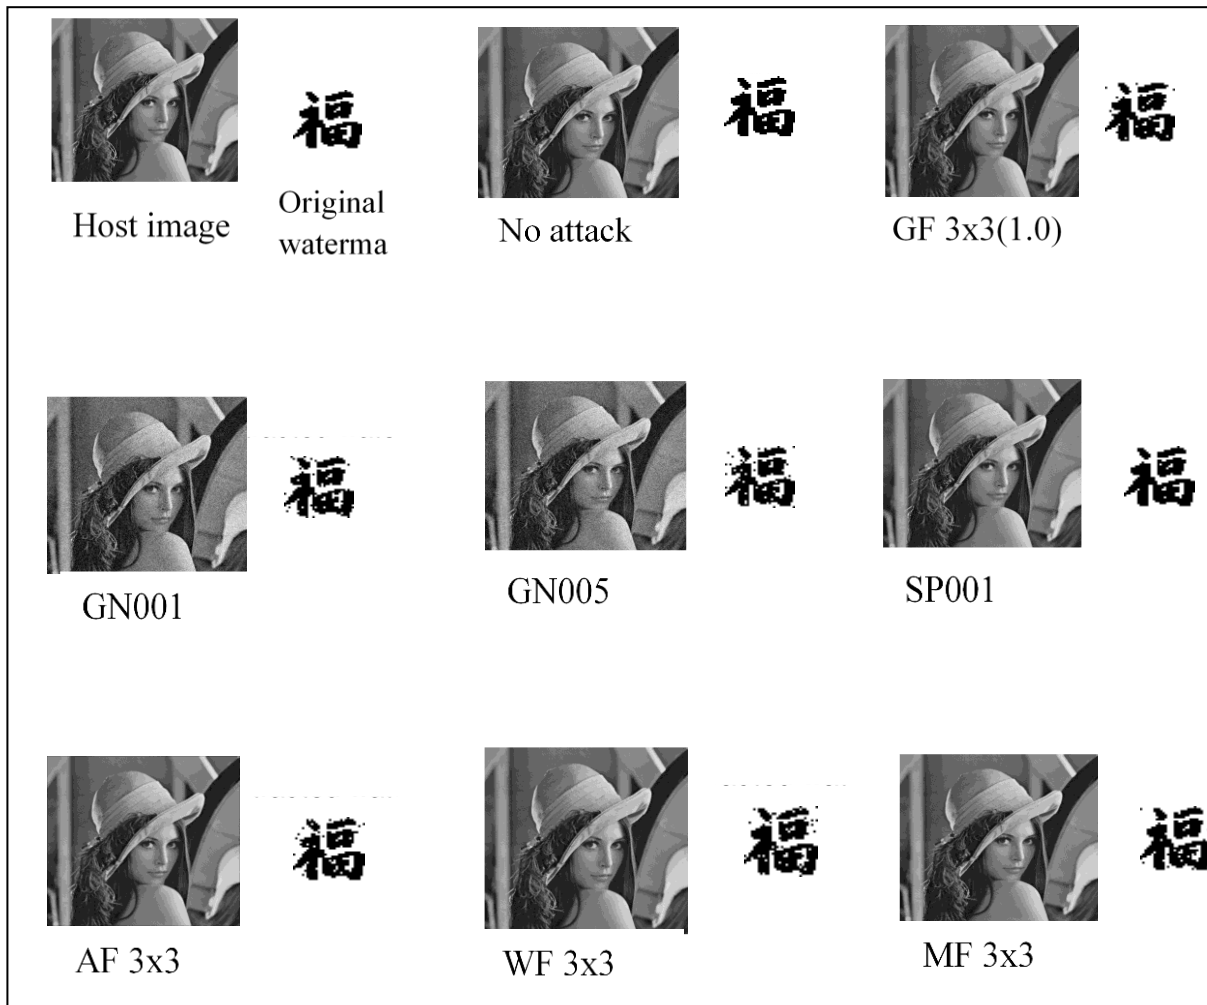 福
Host image
Original
waterma
福
No attack
福
GF 3x3(1.0)
福
GN001
福
GN005
福
SP001
福
AF 3x3
福
WF 3x3
福
MF 3x3